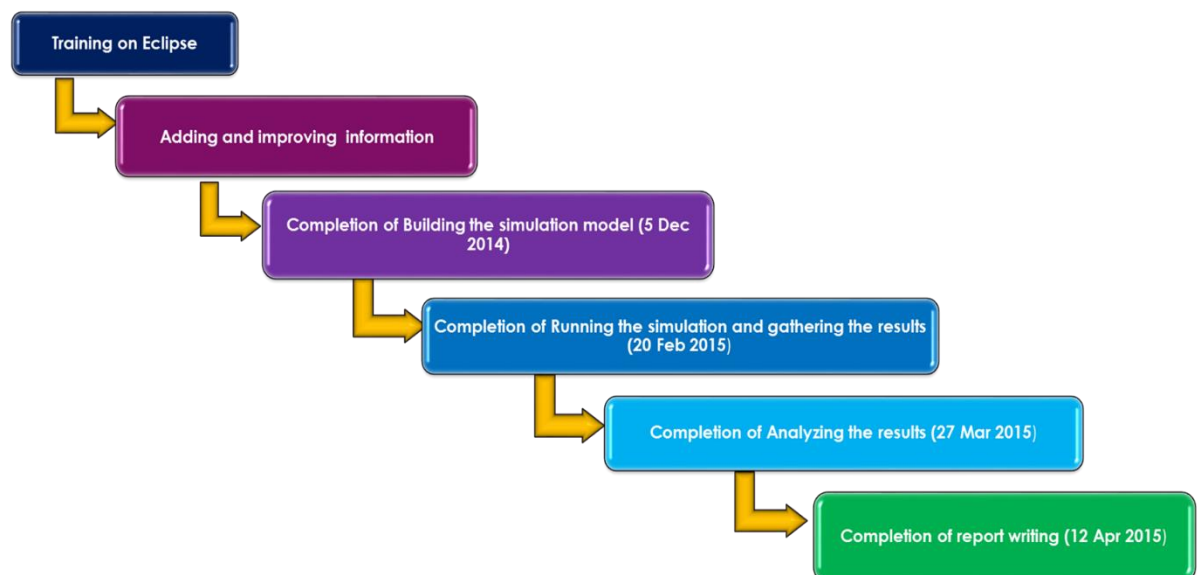 Training on Eclipse
Adding and improving information
Completion of Building the simulation model (5 Dec
2014)
Completion of Running the simulation and gathering the results
(20 Feb 2015)
Completion of Analyzing the results (27 Mar 2015)
Completion of report writing (12 Apr 2015)